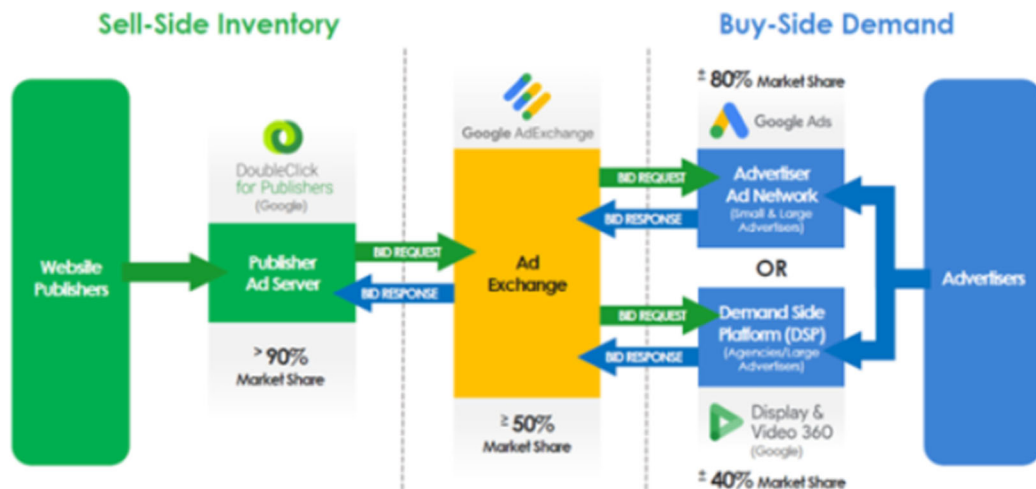 Sell-Side Inventory
Buy-Side Demand
Website
Publishers
DoubleClick
for Publishers
(Google)
Publisher
Ad Server
> 90%
Market Share
BID REQUEST
BID RESPONSE
Google AdExchange
Ad
Exchange
≥ 50%
Market Share
BID REQUEST
BID RESPONSE
BID REQUEST
BID RESPONSE
± 80% Market Share
Google Ads
Advertiser
Ad Network
(Small & Large
Advertisers)
OR
Demand Side
Platform (DSP)
(Agencies/Large
Advertisers)
Display &
Video 360
(Google)
± 40% Market Share
Advertisers